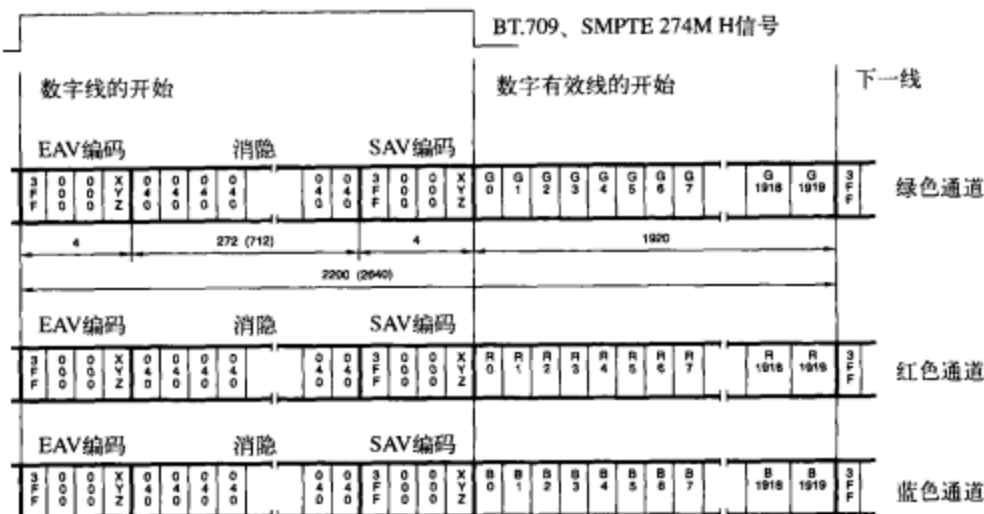 BT.709、SMPTE 274M H信号
数字线的开始 数字有效线的开始 下一线
EAV编码 消隐 SAV编码
3FF 000 000 XYZ 040 040 040 040 040 040 3FF 000 000 XYZ G0 G1 G2 G3 G4 G5 G6 G7 G1918 G1919 3FF 绿色通道
4 272 (712) 4 1920
2200 (2640)
EAV编码 消隐 SAV编码
3FF 000 000 XYZ 040 040 040 040 040 040 3FF 000 000 XYZ R0 R1 R2 R3 R4 R5 R6 R7 R1918 R1919 3FF 红色通道
EAV编码 消隐 SAV编码
3FF 000 000 XYZ 040 040 040 040 040 040 3FF 000 000 XYZ B0 B1 B2 B3 B4 B5 B6 B7 B1918 B1919 3FF 蓝色通道